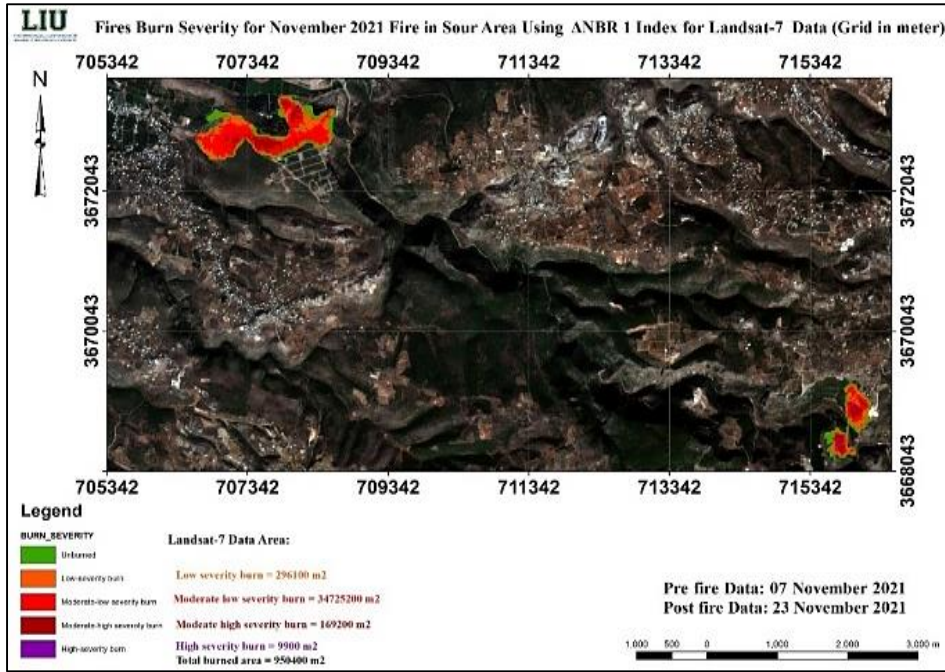 LIU
Fires Burn Severity for November 2021 Fire in Sour Area Using ANBR 1 Index for Landsat-7 Data (Grid in meter)
705342 707342 709342 711342 713342 715342
N
3672043 3672043
3670043 3670043
3668043
705342 707342 709342 711342 713342 715342
Legend
BURN_SEVERITY
Unburned
Low-severity burn
Moderate-low severity burn
Moderate-high severity burn
High-severity burn
Landsat-7 Data Area:
Low severity burn = 296100 m2
Moderate low severity burn = 34725200 m2
Modeate high severity burn = 169200 m2
High severity burn = 9900 m2
Total burned area = 950400 m2
Pre fire Data: 07 November 2021
Post fire Data: 23 November 2021
1,000 500 0 1,000 2,000 3,000 m